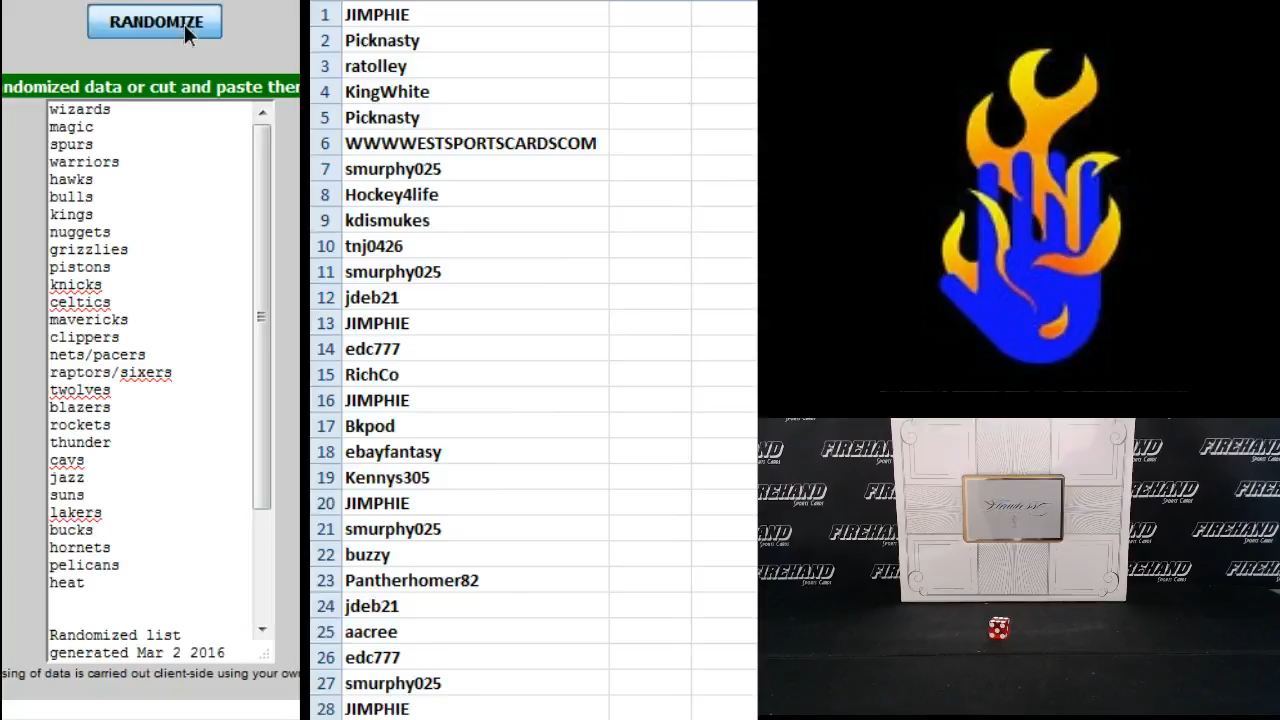 RANDOMIZE
ndomized data or cut and paste ther
wizards
magic
spurs
warriors
hawks
bulls
kings
nuggets
grizzlies
pistons
knicks
celtics
mavericks
clippers
nets/pacers
raptors/sixers
twolves
blazers
rockets
thunder
cavs
jazz
suns
lakers
bucks
hornets
pelicans
heat
Randomized list
generated Mar 2 2016
sing of data is carried out client-side using your own
1 JIMPHIE
2 Picknasty
3 ratolley
4 KingWhite
5 Picknasty
6 WWWWESTSPORTSCARDSCOM
7 smurphy025
8 Hockey4life
9 kdismukes
10 tnj0426
11 smurphy025
12 jdeb21
13 JIMPHIE
14 edc777
15 RichCo
16 JIMPHIE
17 Bkpod
18 ebayfantasy
19 Kennys305
20 JIMPHIE
21 smurphy025
22 buzzy
23 Pantherhomer82
24 jdeb21
25 aacree
26 edc777
27 smurphy025
28 JIMPHIE
FIREHAND
Sports Cards
Flawless